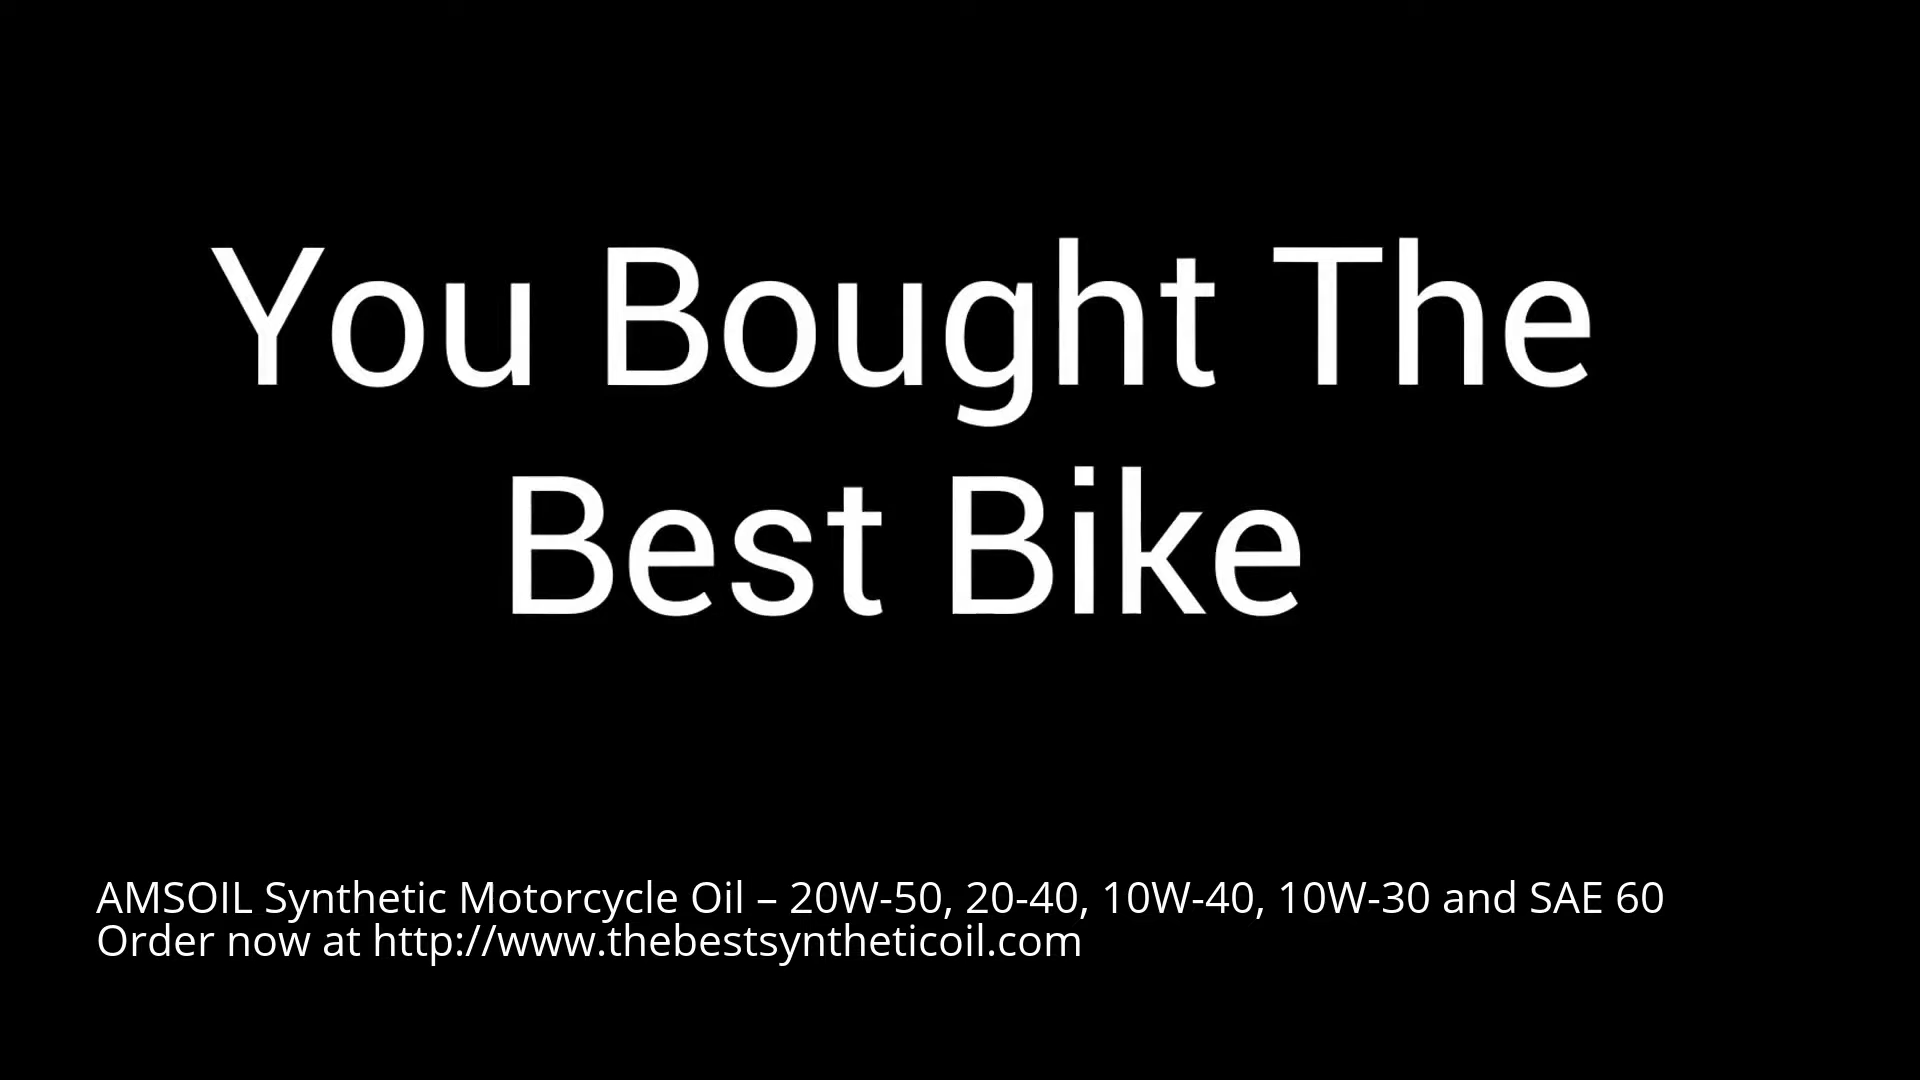 You Bought The
Best Bike
AMSOIL Synthetic Motorcycle Oil – 20W-50, 20-40, 10W-40, 10W-30 and SAE 60
Order now at http://www.thebestsyntheticoil.com